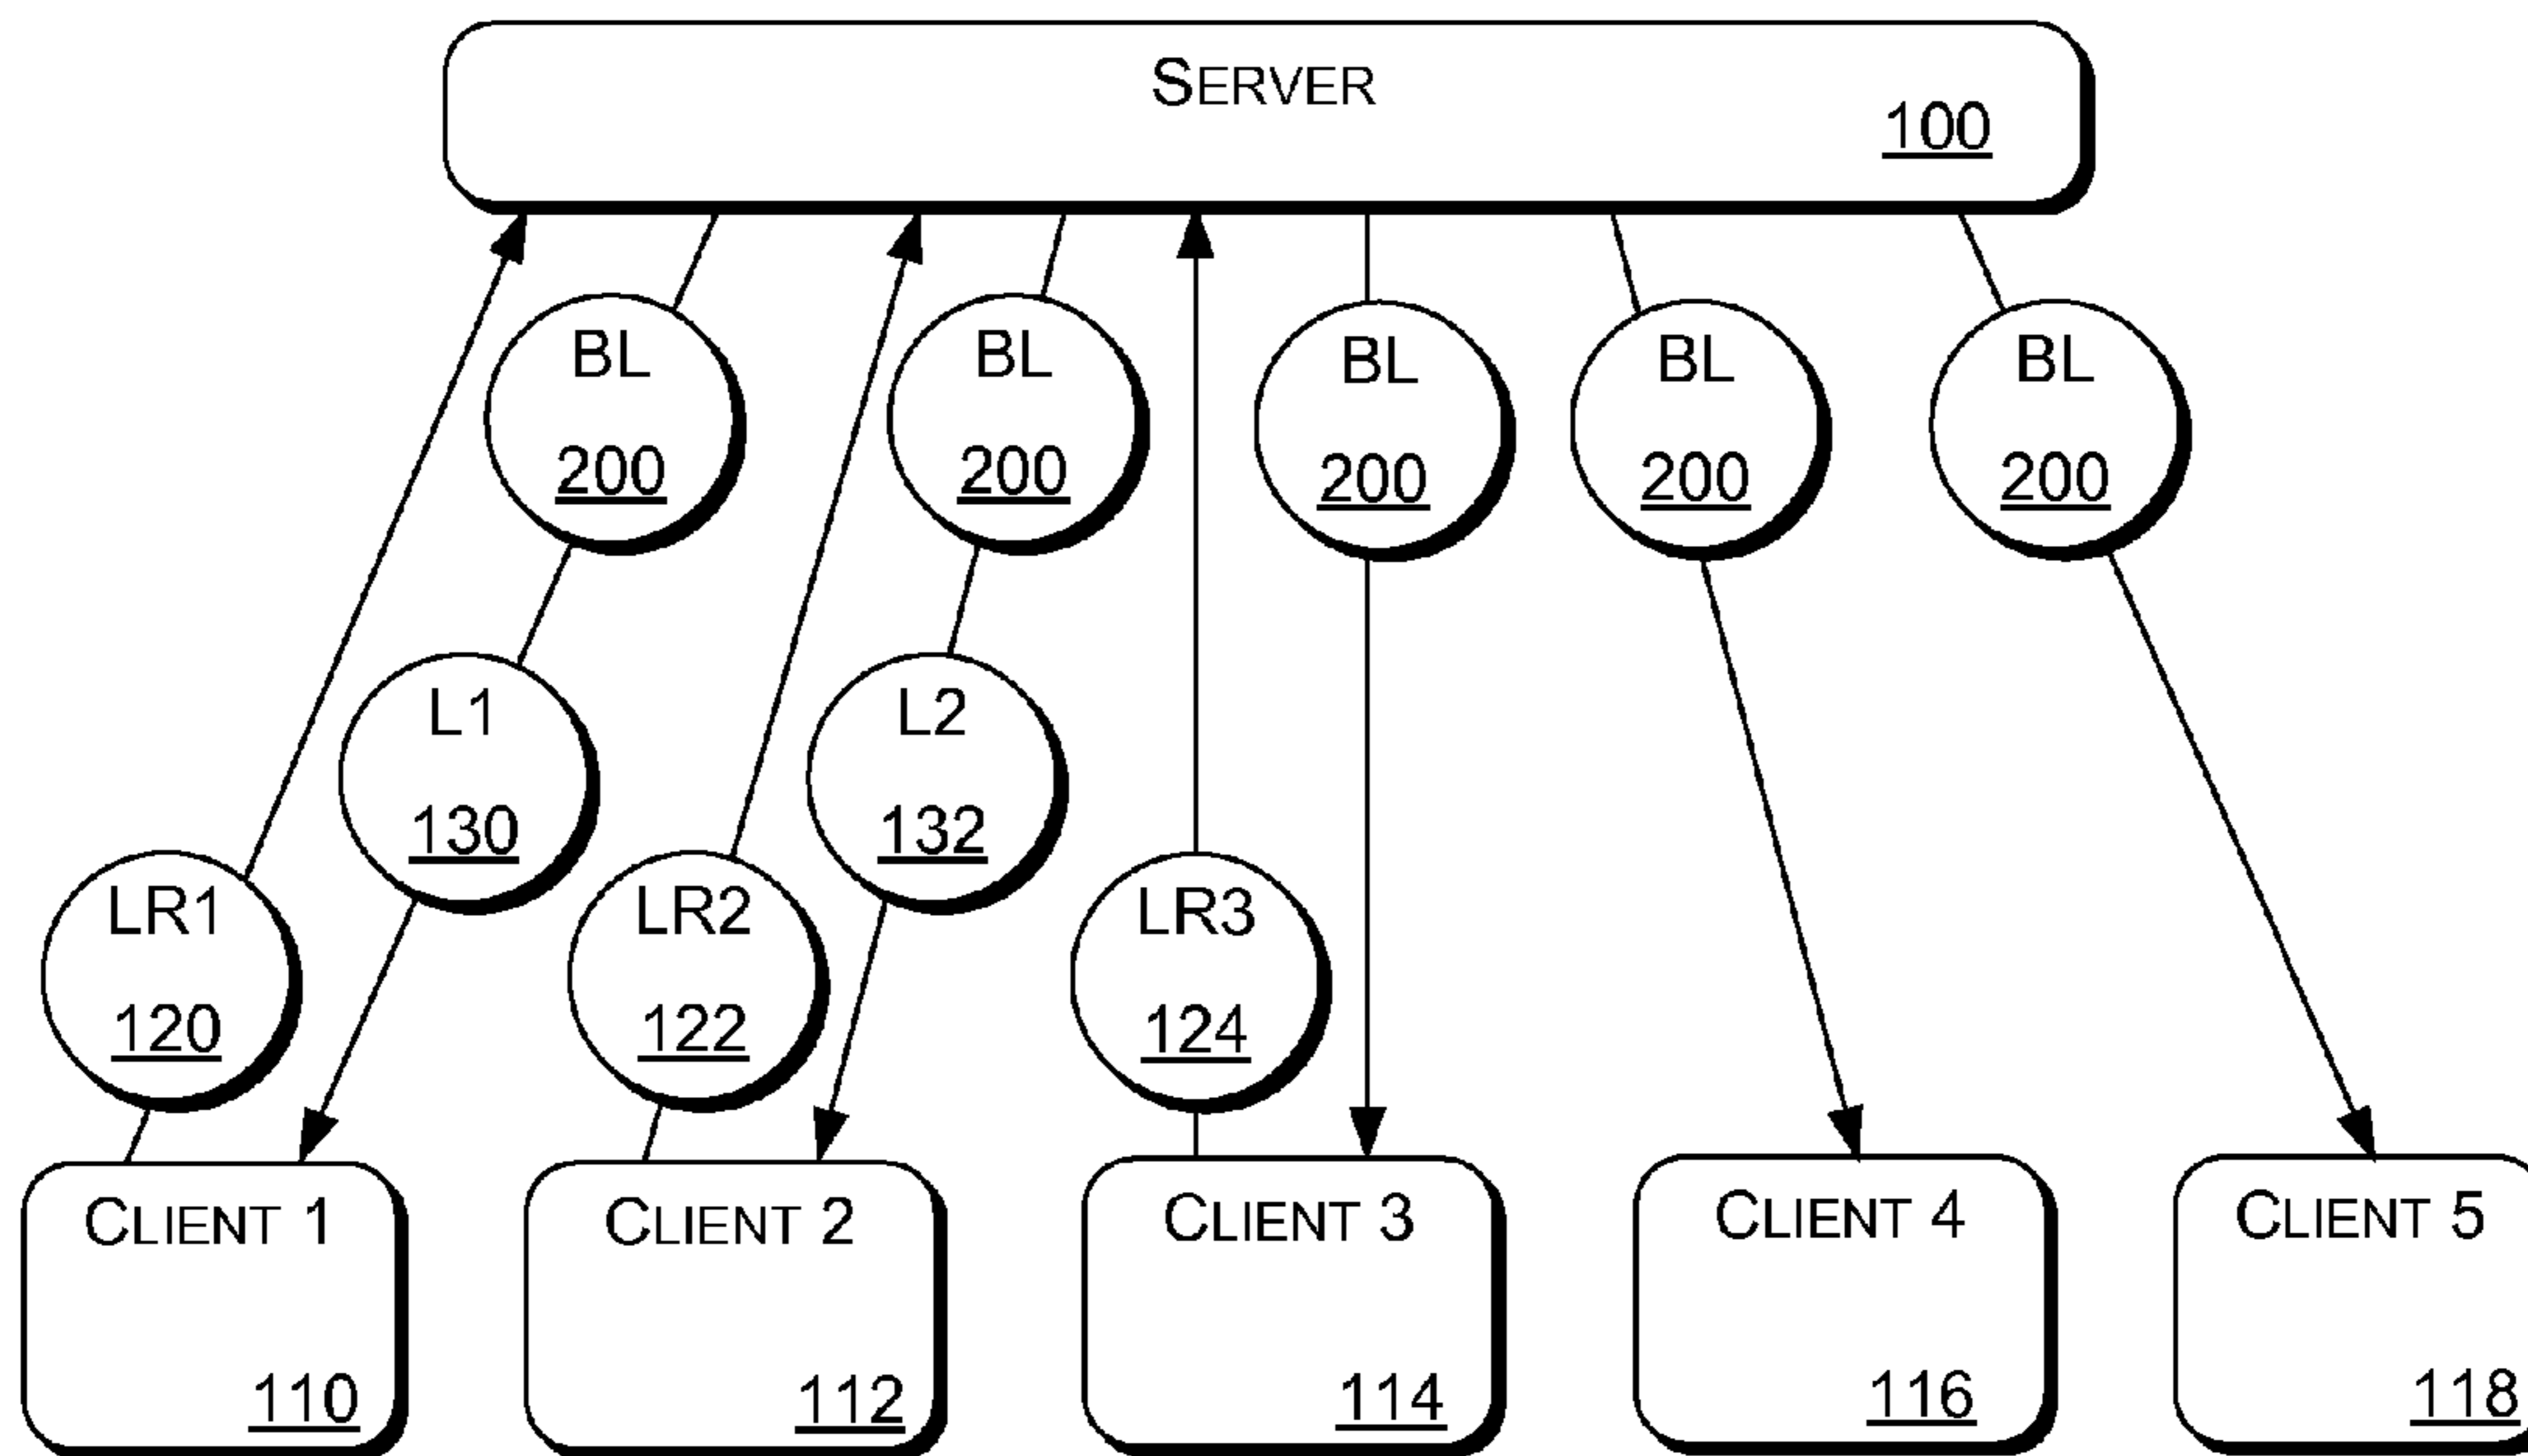 SERVER
100
BL
200
BL
200
BL
200
BL
200
BL
200
L1
130
L2
132
LR1
120
LR2
122
LR3
124
CLIENT 1
110
CLIENT 2
112
CLIENT 3
114
CLIENT 4
116
CLIENT 5
118